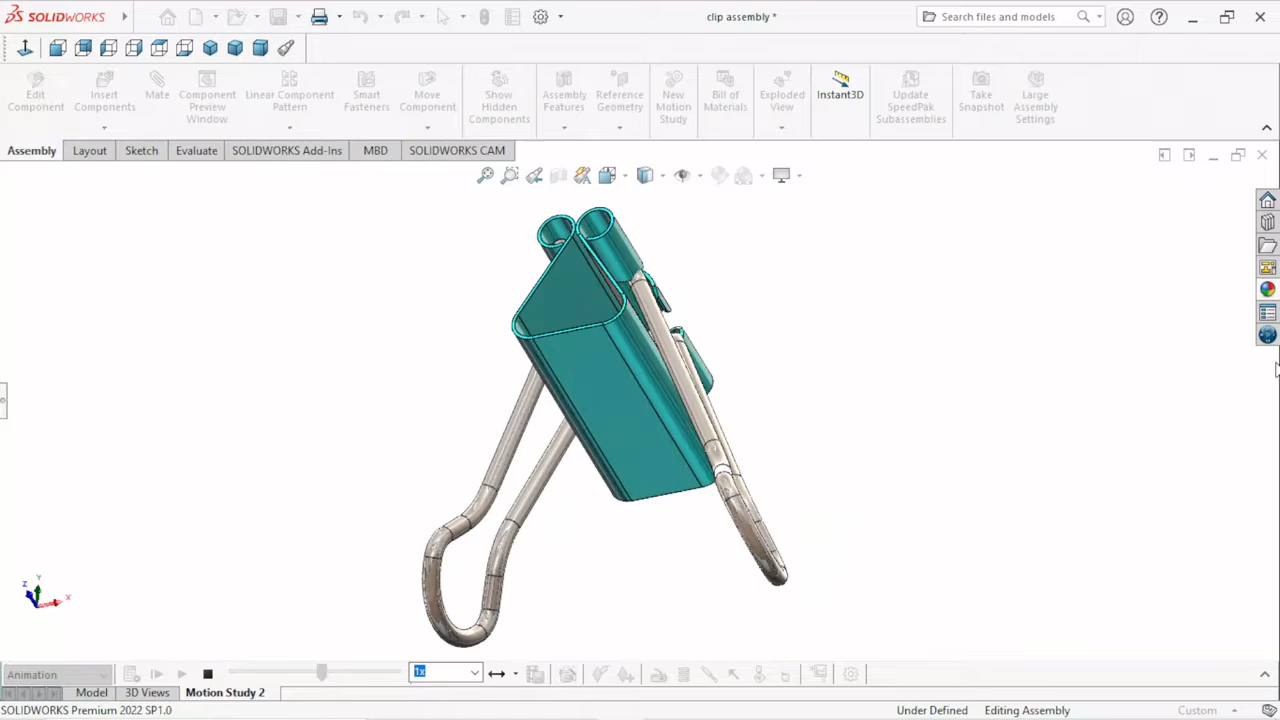 SOLIDWORKS
clip assembly *
Search files and models
Edit Component
Insert Components
Mate
Component Preview Window
Linear Component Pattern
Smart Fasteners
Move Component
Show Hidden Components
Assembly Features
Reference Geometry
New Motion Study
Bill of Materials
Exploded View
Instant3D
Update SpeedPak Subassemblies
Take Snapshot
Large Assembly Settings
Assembly
Layout
Sketch
Evaluate
SOLIDWORKS Add-Ins
MBD
SOLIDWORKS CAM
Y
Z
X
Animation
1x
Model
3D Views
Motion Study 2
SOLIDWORKS Premium 2022 SP1.0
Under Defined
Editing Assembly
Custom